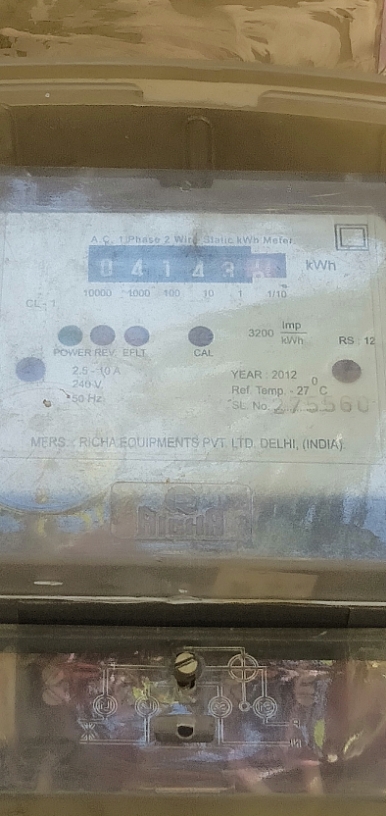 A.C. 1 Phase 2 Wire Static kWh Meter
0 4 1 4 3 kWh
10000 1000 100 10 1 1/10
CL - 1
3200 Imp/kWh RS : 12
POWER REV. EFLT. CAL
2.5 - 10 A
240 V
50 Hz
YEAR : 2012
Ref. Temp. - 27 °C
SL. No. 275560
MFRS. : RICHA EQUIPMENTS PVT. LTD. DELHI, (INDIA)
RICHA